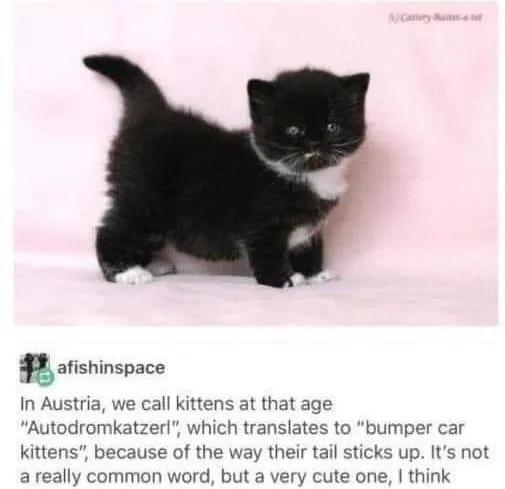 afishinspace
In Austria, we call kittens at that age
"Autodromkatzerl", which translates to "bumper car
kittens", because of the way their tail sticks up. It's not
a really common word, but a very cute one, I think